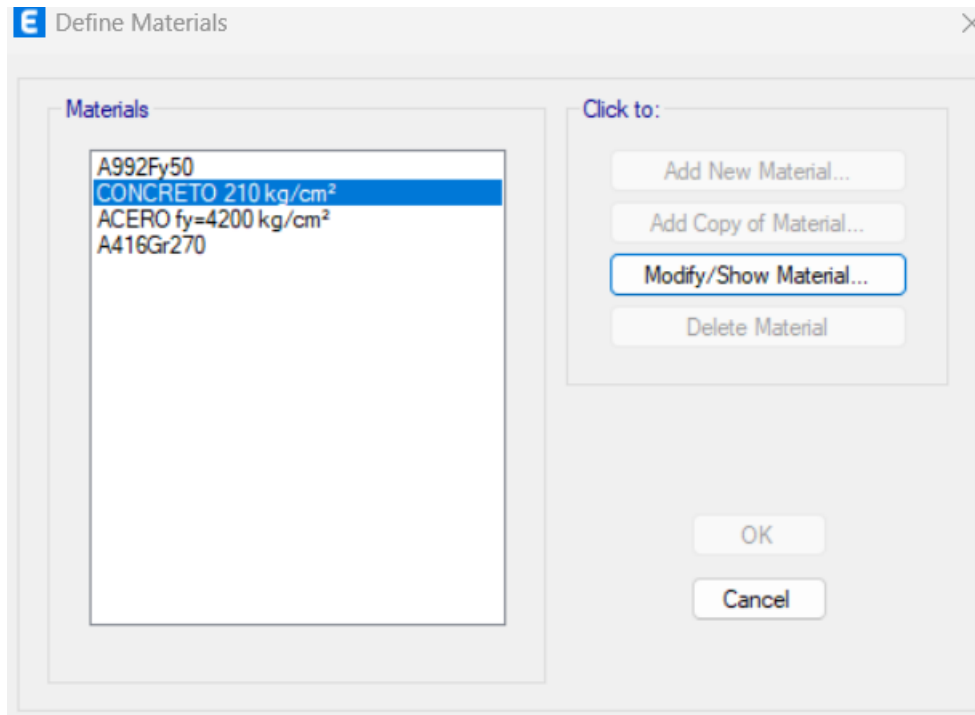 E Define Materials
Materials
A992Fy50
CONCRETO 210 kg/cm²
ACERO fy=4200 kg/cm²
A416Gr270
Click to:
Add New Material...
Add Copy of Material...
Modify/Show Material...
Delete Material
OK
Cancel